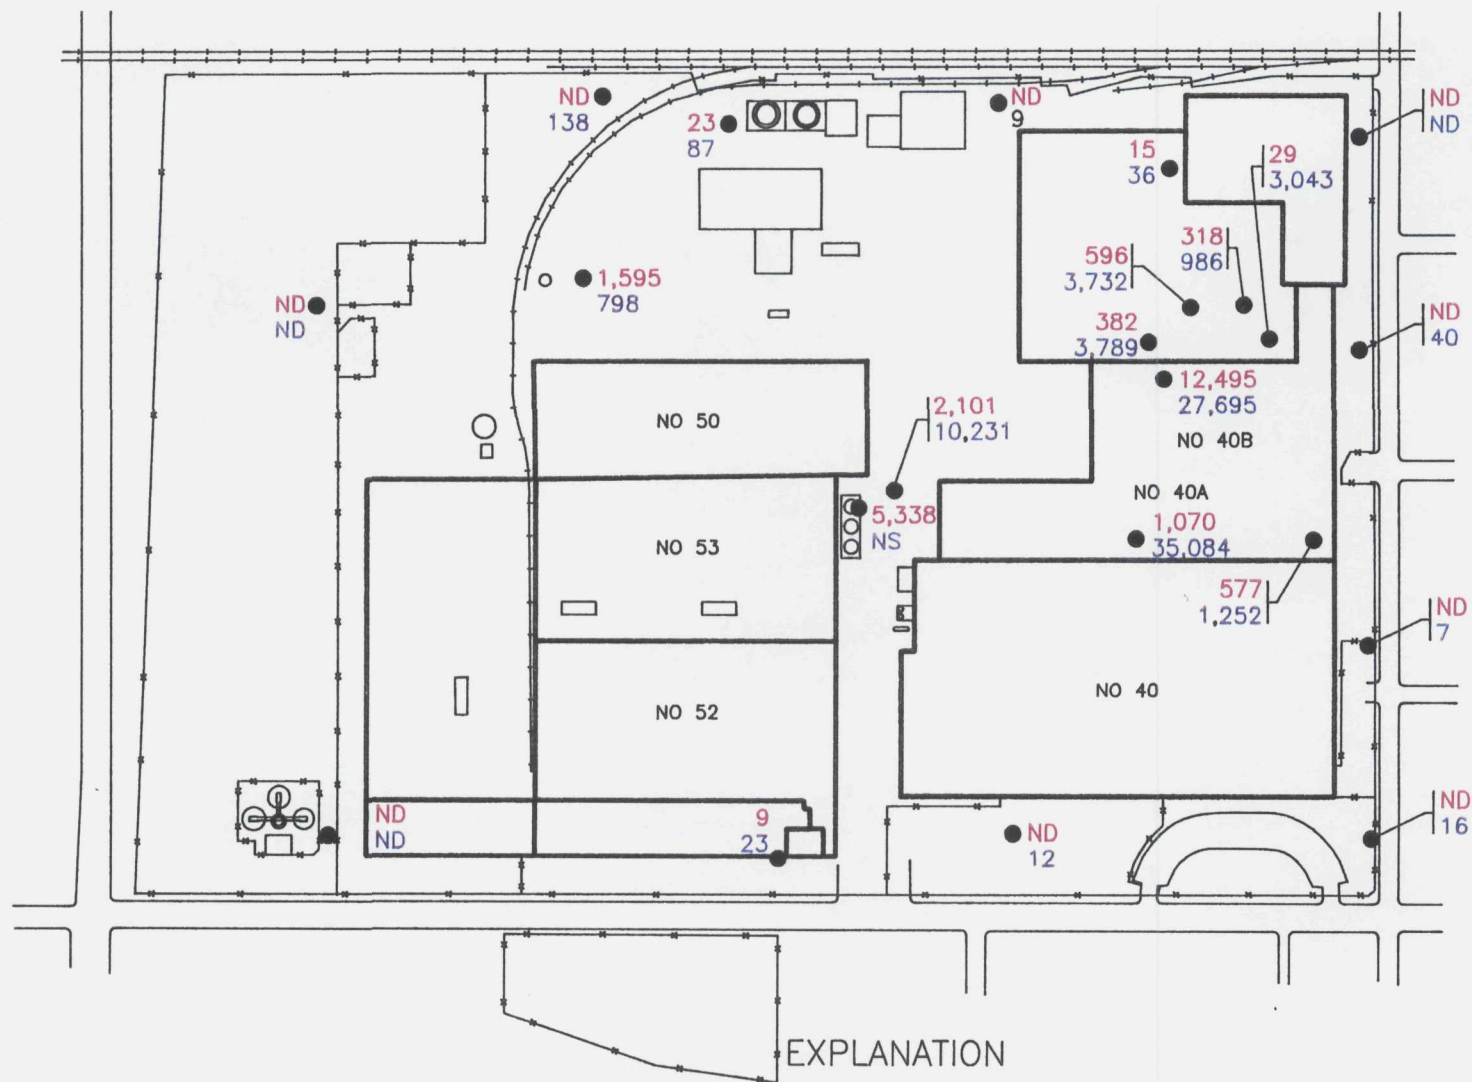 ND
138
23
87
ND
9
ND
ND
15
36
29
3,043
318
986
596
3,732
1,595
798
ND
ND
ND
40
382
3,789
12,495
27,695
NO 50
2,101
10,231
NO 40B
NO 40A
5,338
NS
1,070
35,084
NO 53
577
1,252
ND
7
NO 40
NO 52
ND
ND
9
23
ND
12
ND
16
EXPLANATION